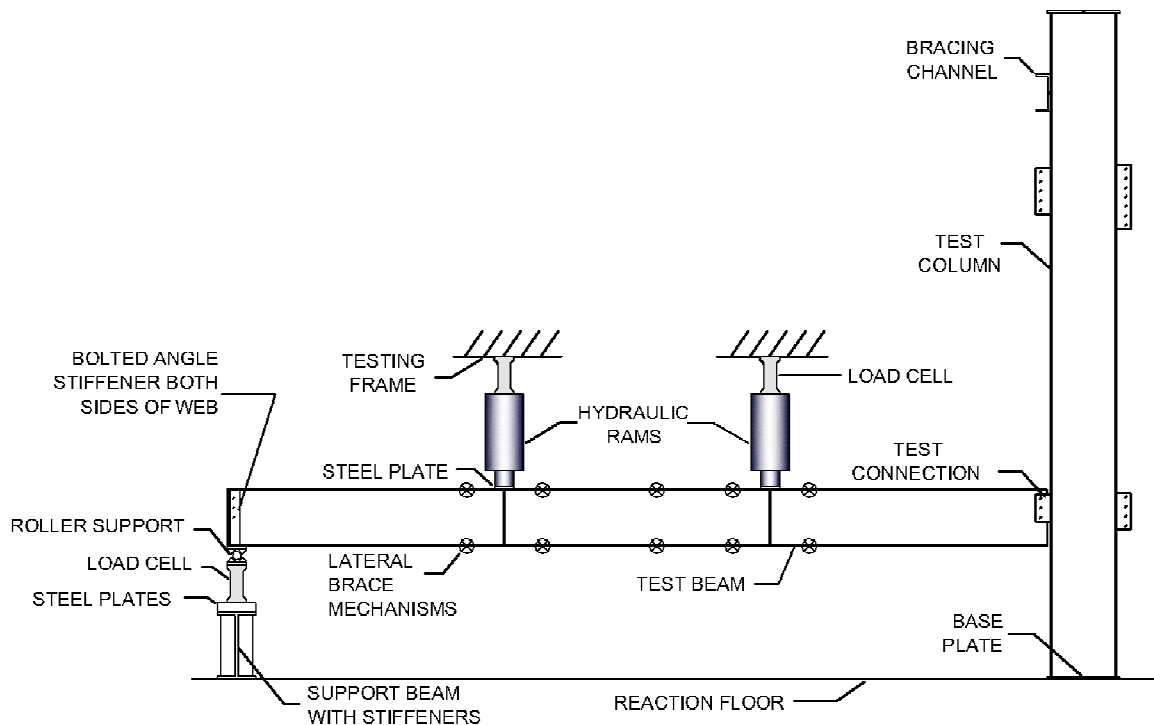 BRACING
CHANNEL
TEST
COLUMN
BOLTED ANGLE
STIFFENER BOTH
SIDES OF WEB
TESTING
FRAME
LOAD CELL
HYDRAULIC
RAMS
STEEL PLATE
TEST
CONNECTION
ROLLER SUPPORT
LOAD CELL
STEEL PLATES
LATERAL
BRACE
MECHANISMS
TEST BEAM
BASE
PLATE
SUPPORT BEAM
WITH STIFFENERS
REACTION FLOOR